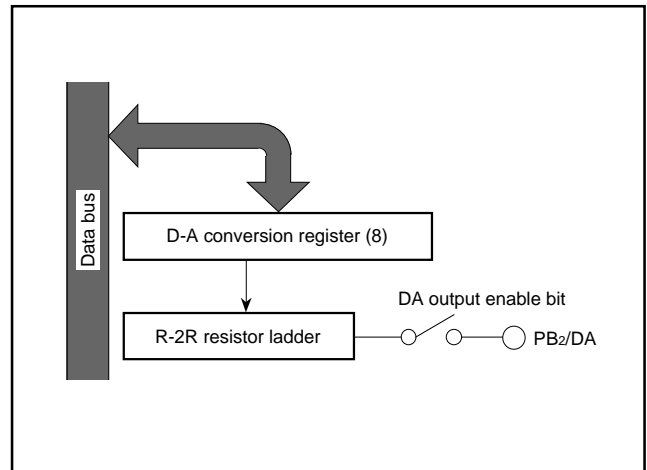 Data bus
D-A conversion register (8)
DA output enable bit
R-2R resistor ladder
PB2/DA